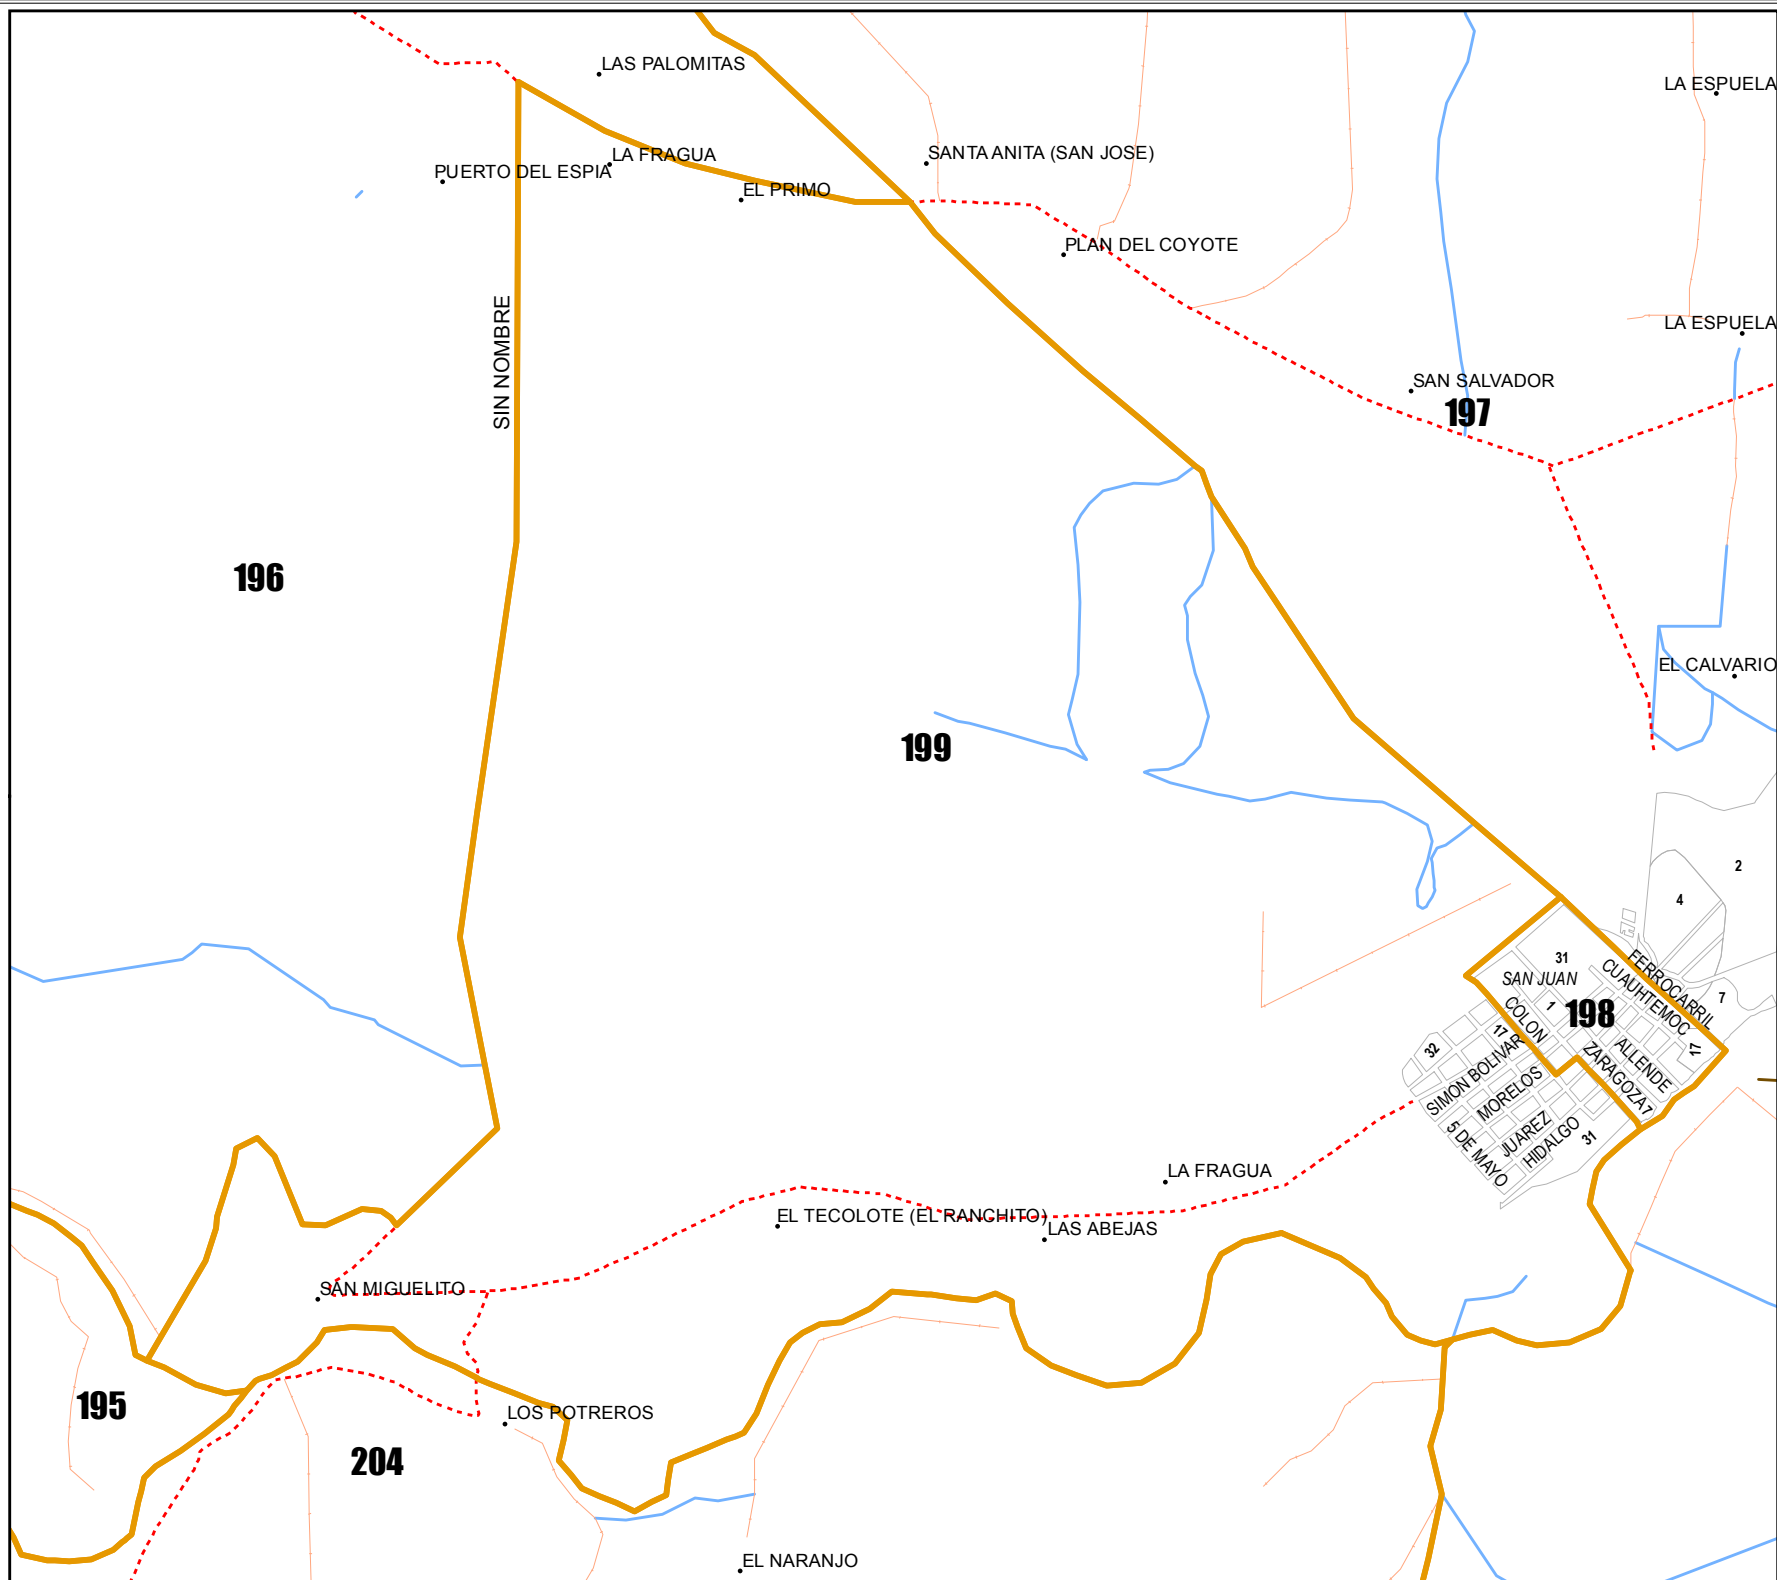 LAS PALOMITAS
LA ESPUELA
SANTA ANITA (SAN JOSE)
LA FRAGUA
PUERTO DEL ESPIA
EL PRIMO
PLAN DEL COYOTE
SIN NOMBRE
LA ESPUELA
SAN SALVADOR
197
196
EL CALVARIO
199
2
4
31
FERROCARRIL
SAN JUAN
CUAUHTEMOC
7
1
198
COLON
17
32
SIMON BOLIVAR
ALLENDE
17
ZARAGOZA
7
MORELOS
5 DE MAYO
JUAREZ
HIDALGO
31
LA FRAGUA
EL TECOLOTE (EL RANCHITO)
LAS ABEJAS
SAN MIGUELITO
195
LOS POTREROS
204
EL NARANJO